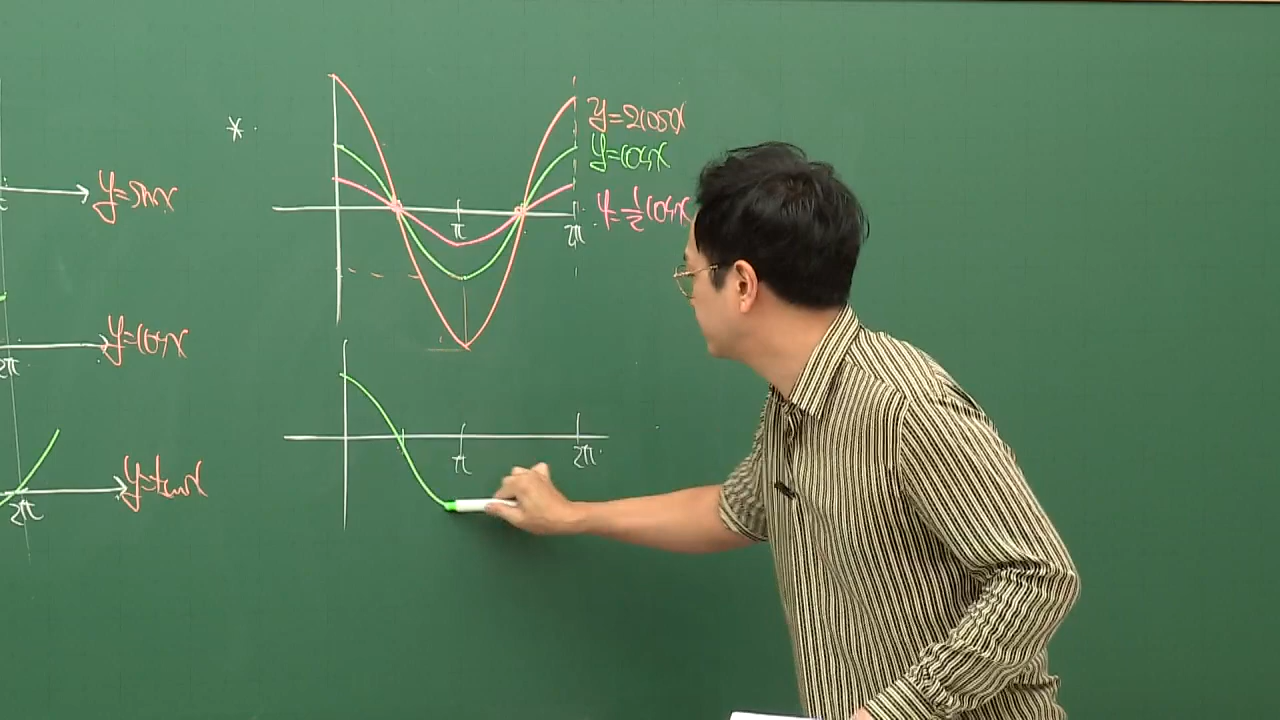 y=sinx
y=cosx
2π
y=tanx
2π
*
y=2cosx
y=cosx
y=½cosx
π
2π
π
2π